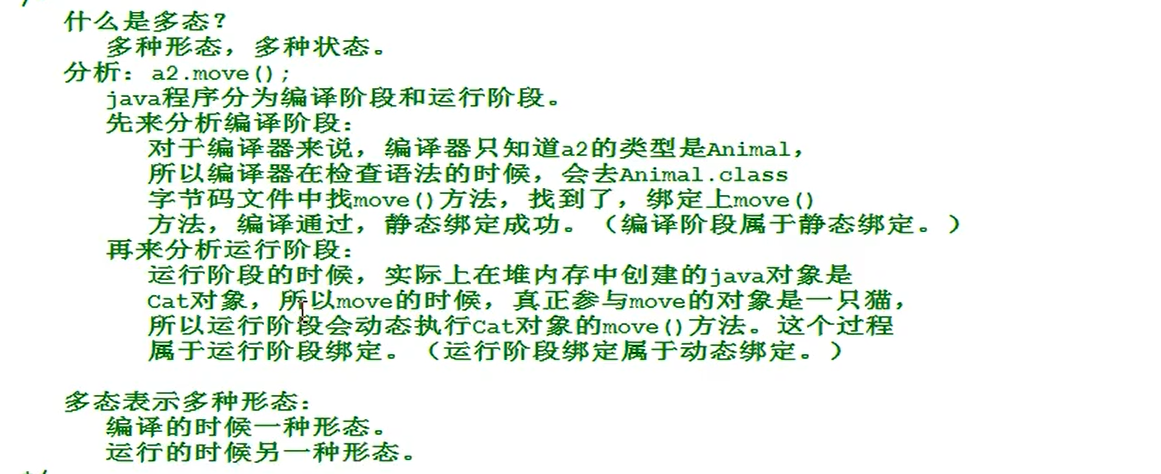 什么是多态？
多种形态，多种状态。
分析：a2.move();
java程序分为编译阶段和运行阶段。
先来分析编译阶段：
对于编译器来说，编译器只知道a2的类型是Animal，
所以编译器在检查语法的时候，会去Animal.class
字节码文件中找move()方法，找到了，绑定上move()
方法，编译通过，静态绑定成功。（编译阶段属于静态绑定。）
再来分析运行阶段：
运行阶段的时候，实际上在堆内存中创建的java对象是
Cat对象，所以move的时候，真正参与move的对象是一只猫，
所以运行阶段会动态执行Cat对象的move()方法。这个过程
属于运行阶段绑定。（运行阶段绑定属于动态绑定。）
多态表示多种形态：
编译的时候一种形态。
运行的时候另一种形态。